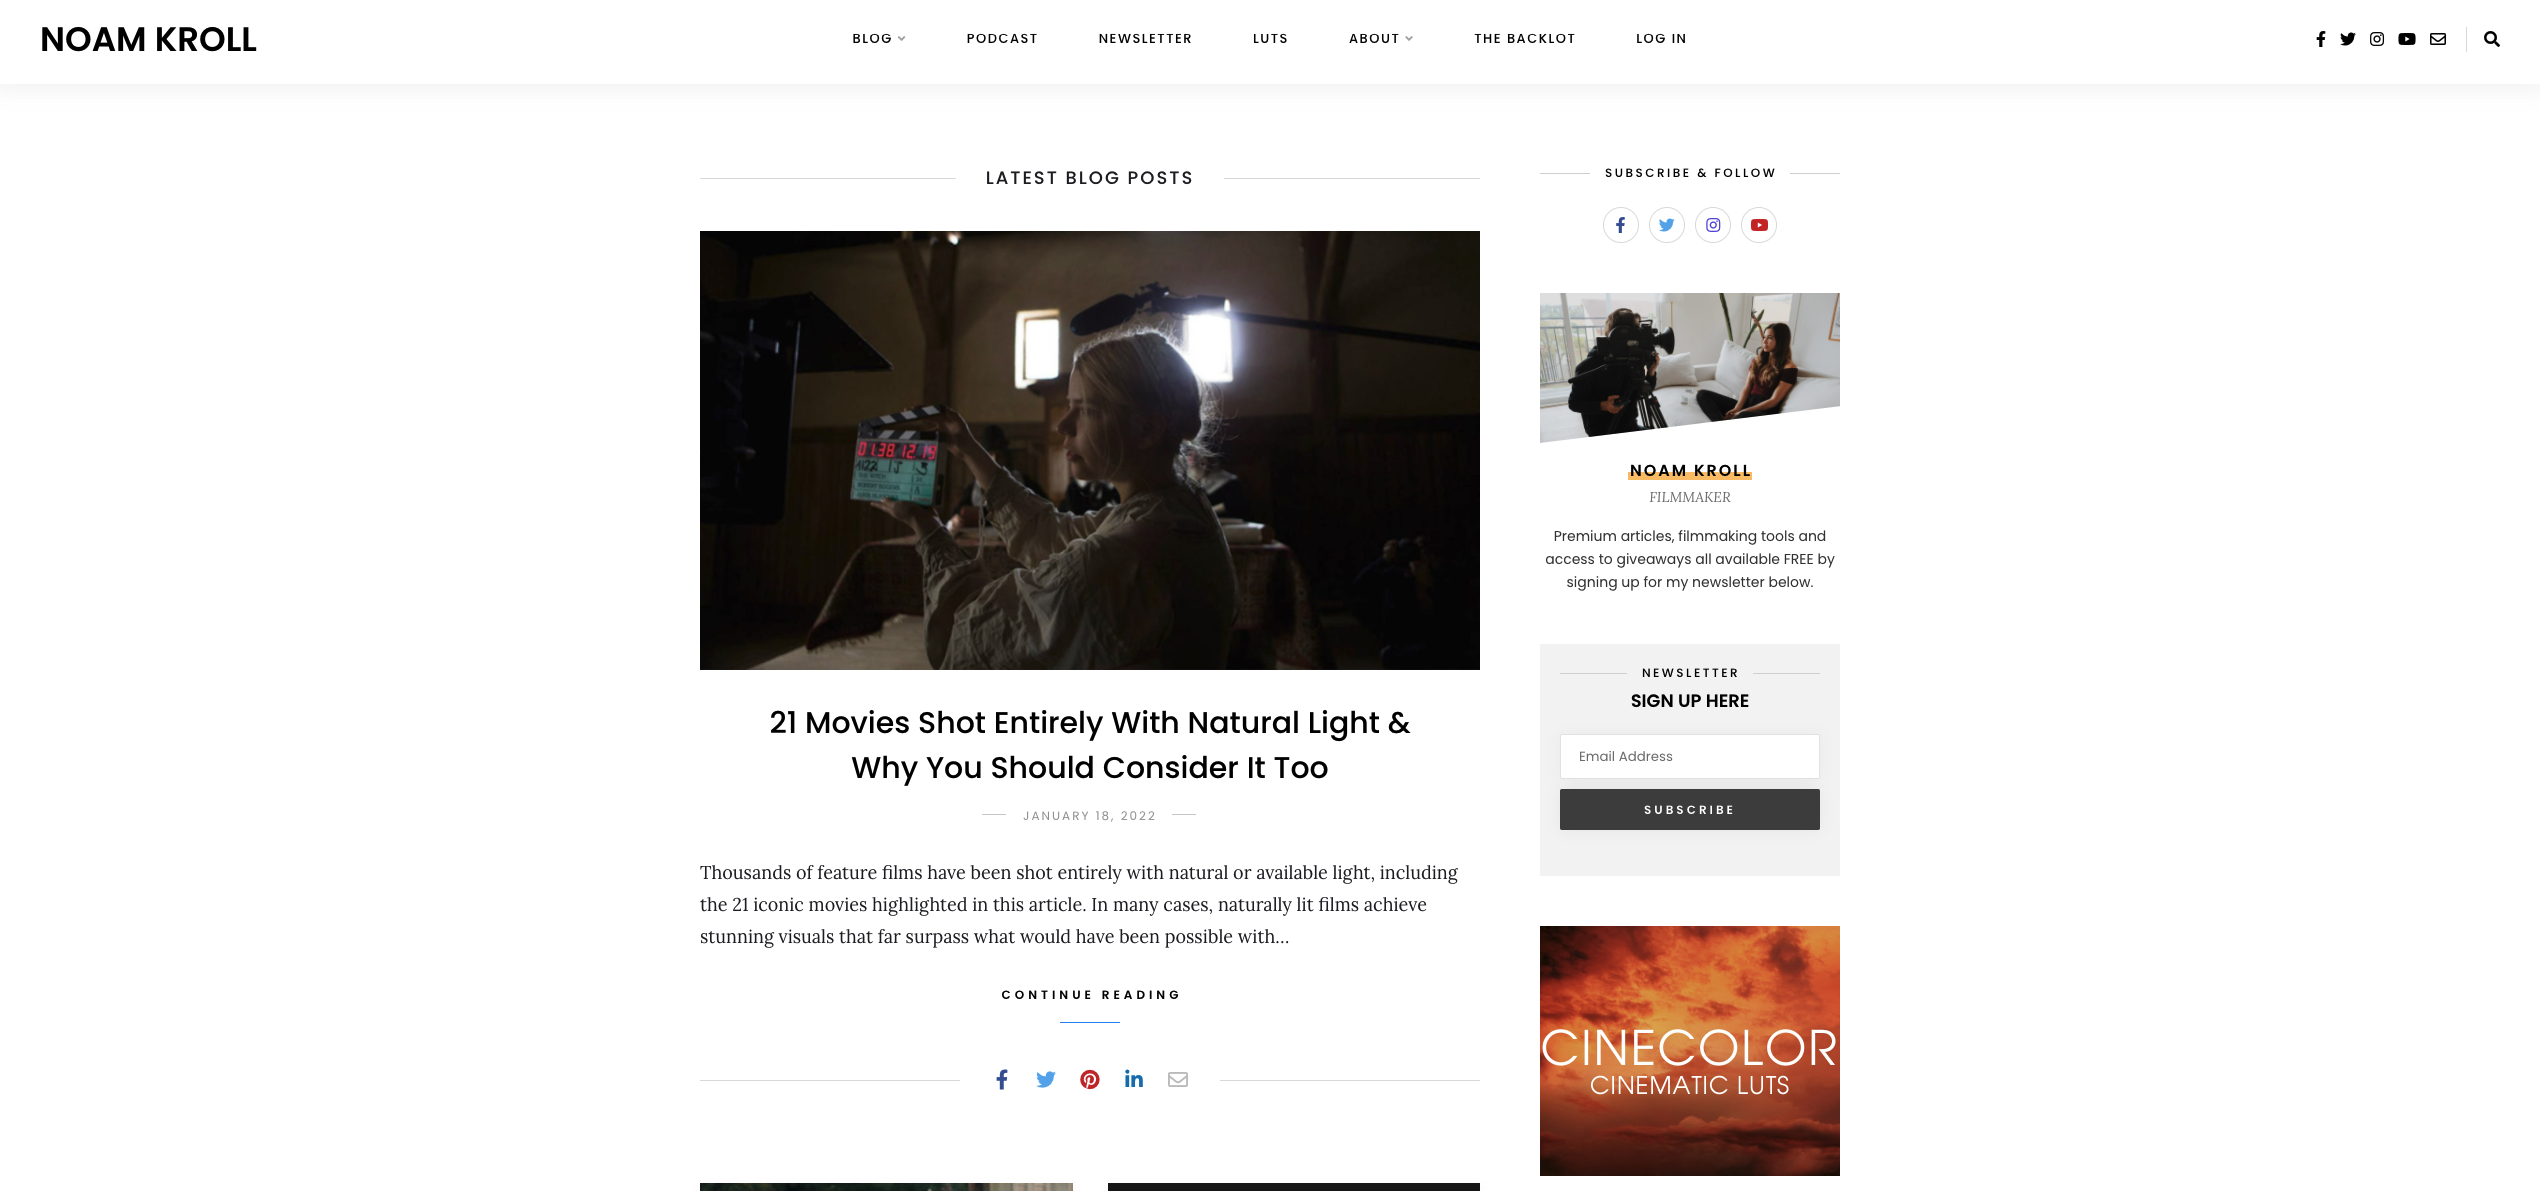 NOAM KROLL
BLOG
PODCAST
NEWSLETTER
LUTS
ABOUT
THE BACKLOT
LOG IN
LATEST BLOG POSTS
01:38:12:19
A122
21 Movies Shot Entirely With Natural Light &
Why You Should Consider It Too
JANUARY 18, 2022
Thousands of feature films have been shot entirely with natural or available light, including
the 21 iconic movies highlighted in this article. In many cases, naturally lit films achieve
stunning visuals that far surpass what would have been possible with...
CONTINUE READING
SUBSCRIBE & FOLLOW
NOAM KROLL
FILMMAKER
Premium articles, filmmaking tools and
access to giveaways all available FREE by
signing up for my newsletter below.
NEWSLETTER
SIGN UP HERE
Email Address
SUBSCRIBE
CINECOLOR
CINEMATIC LUTS